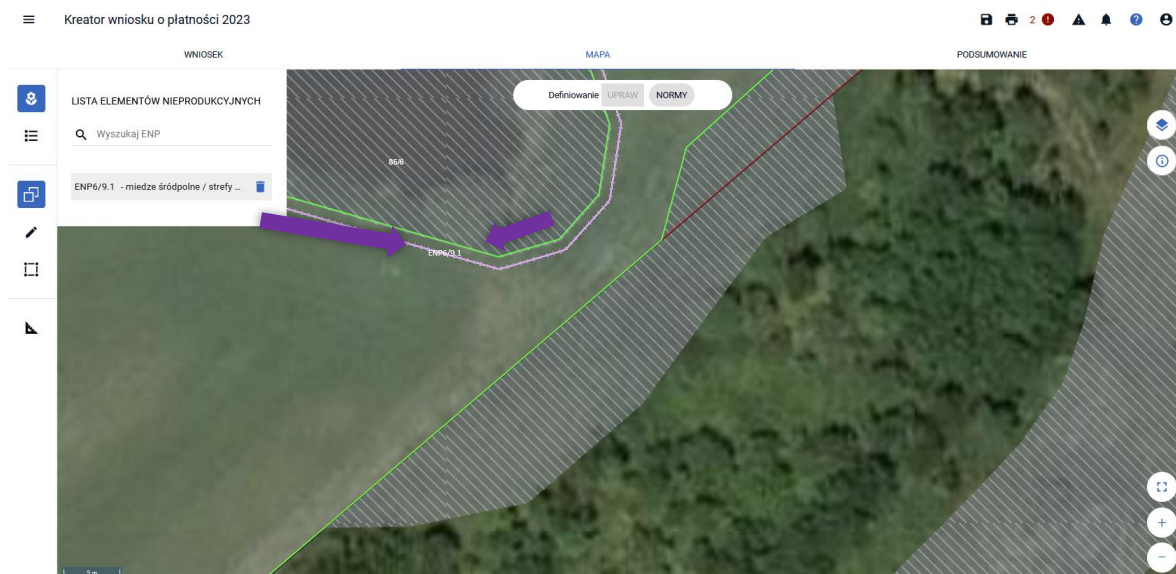 Kreator wniosku o płatności 2023
2
WNIOSEK
MAPA
PODSUMOWANIE
LISTA ELEMENTÓW NIEPRODUKCYJNYCH
Wyszukaj ENP
ENP6/9.1 - miedze śródpolne / strefy ...
Definiowanie UPRAW NORMY
85/6
ENP6/9.1
5 m